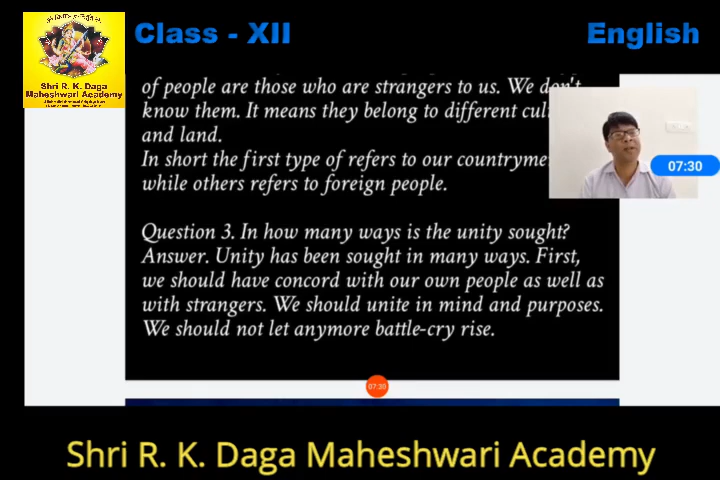 Class - XII
English
Shri R. K. Daga
Maheshwari Academy
of people are those who are strangers to us. We don't
know them. It means they belong to different cul
and land.
In short the first type of refers to our countryme
while others refers to foreign people.
07:30
Question 3. In how many ways is the unity sought?
Answer. Unity has been sought in many ways. First,
we should have concord with our own people as well as
with strangers. We should unite in mind and purposes.
We should not let anymore battle-cry rise.
07:30
Shri R. K. Daga Maheshwari Academy